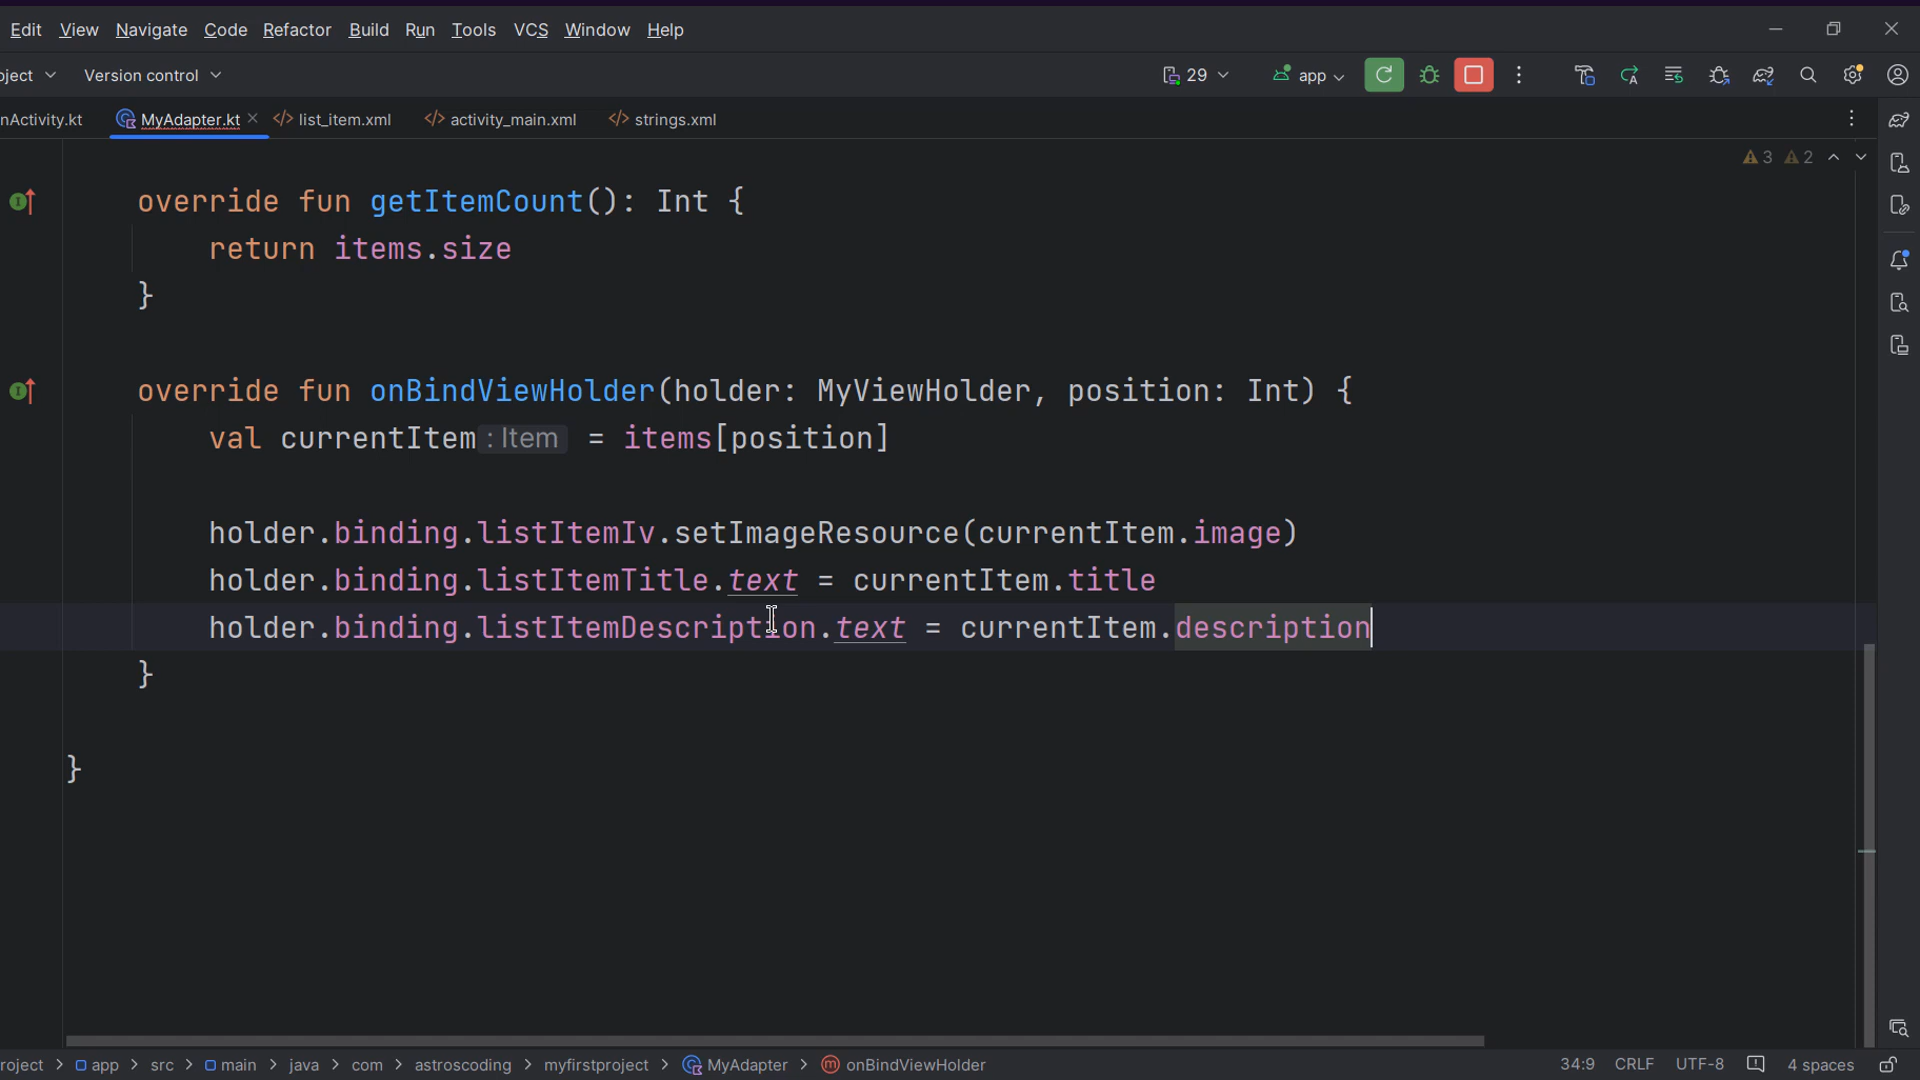 Edit View Navigate Code Refactor Build Run Tools VCS Window Help
oject Version control 29 app
nActivity.kt MyAdapter.kt list_item.xml activity_main.xml strings.xml
3 2
override fun getItemCount(): Int {
return items.size
}
override fun onBindViewHolder(holder: MyViewHolder, position: Int) {
val currentItem : Item = items[position]
holder.binding.listItemIv.setImageResource(currentItem.image)
holder.binding.listItemTitle.text = currentItem.title
holder.binding.listItemDescription.text = currentItem.description
}
}
roject > app > src > main > java > com > astroscoding > myfirstproject > MyAdapter > onBindViewHolder 34:9 CRLF UTF-8 4 spaces